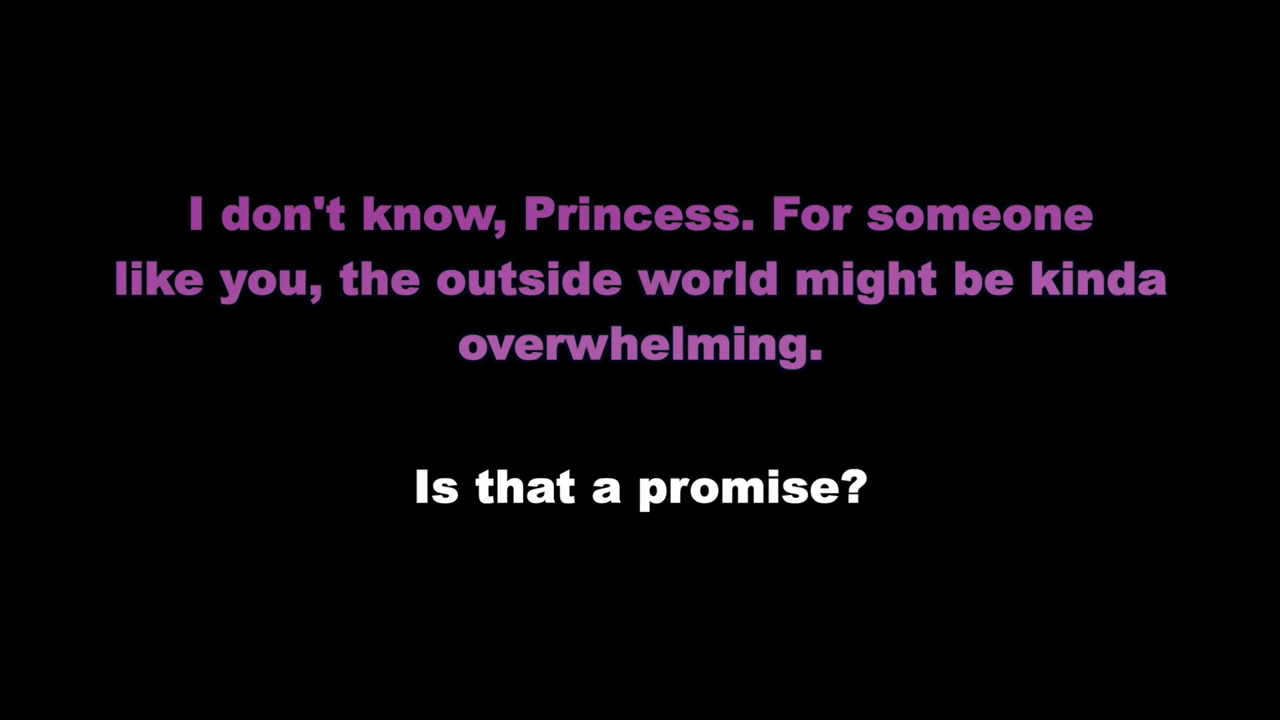 I don't know, Princess. For someone
like you, the outside world might be kinda
overwhelming.
Is that a promise?